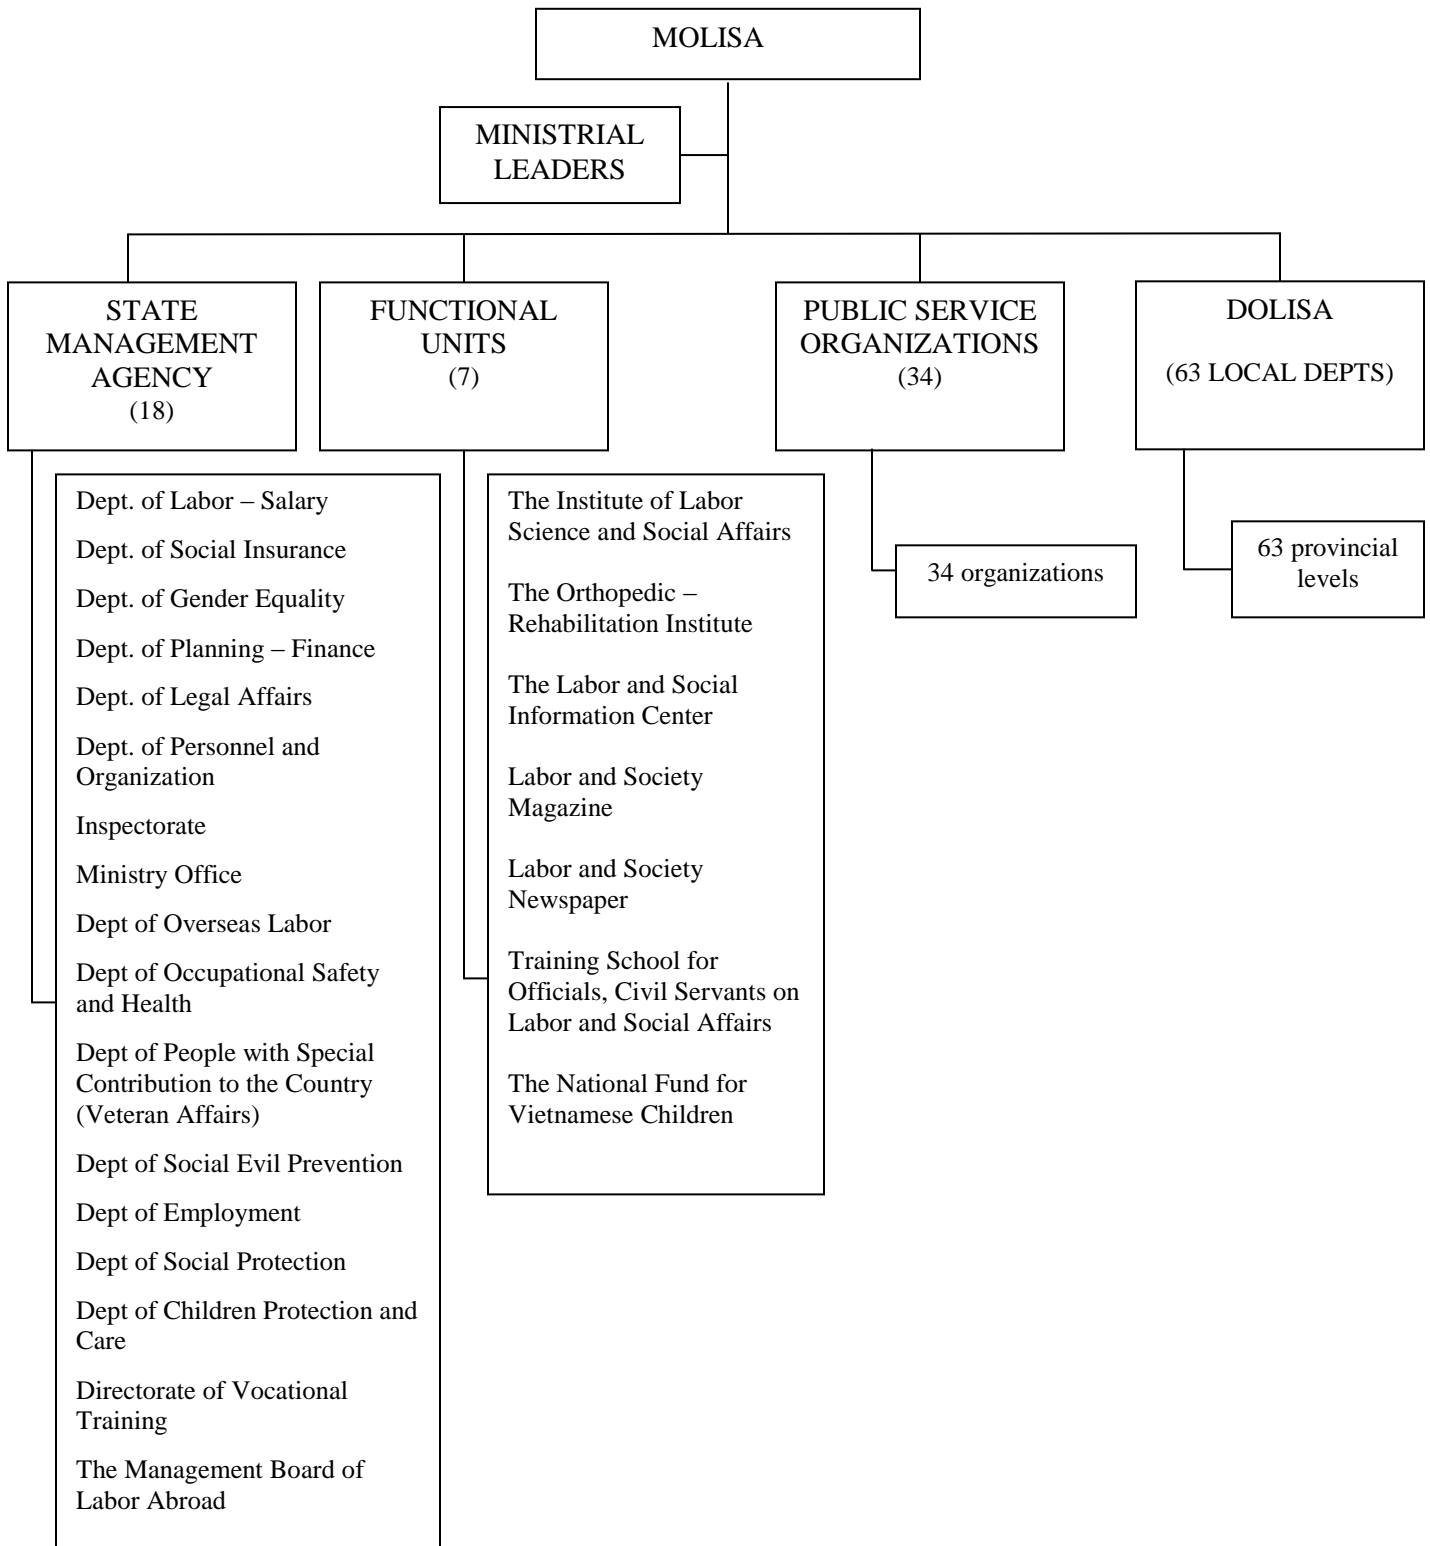 MOLISA
MINISTRIAL
LEADERS
STATE
MANAGEMENT
AGENCY
(18)
FUNCTIONAL
UNITS
(7)
PUBLIC SERVICE
ORGANIZATIONS
(34)
DOLISA
(63 LOCAL DEPTS)
Dept. of Labor – Salary
Dept. of Social Insurance
Dept. of Gender Equality
Dept. of Planning – Finance
Dept. of Legal Affairs
Dept. of Personnel and
Organization
Inspectorate
Ministry Office
Dept of Overseas Labor
Dept of Occupational Safety
and Health
Dept of People with Special
Contribution to the Country
(Veteran Affairs)
Dept of Social Evil Prevention
Dept of Employment
Dept of Social Protection
Dept of Children Protection and
Care
Directorate of Vocational
Training
The Management Board of
Labor Abroad
The Institute of Labor
Science and Social Affairs
The Orthopedic –
Rehabilitation Institute
The Labor and Social
Information Center
Labor and Society
Magazine
Labor and Society
Newspaper
Training School for
Officials, Civil Servants on
Labor and Social Affairs
The National Fund for
Vietnamese Children
34 organizations
63 provincial
levels